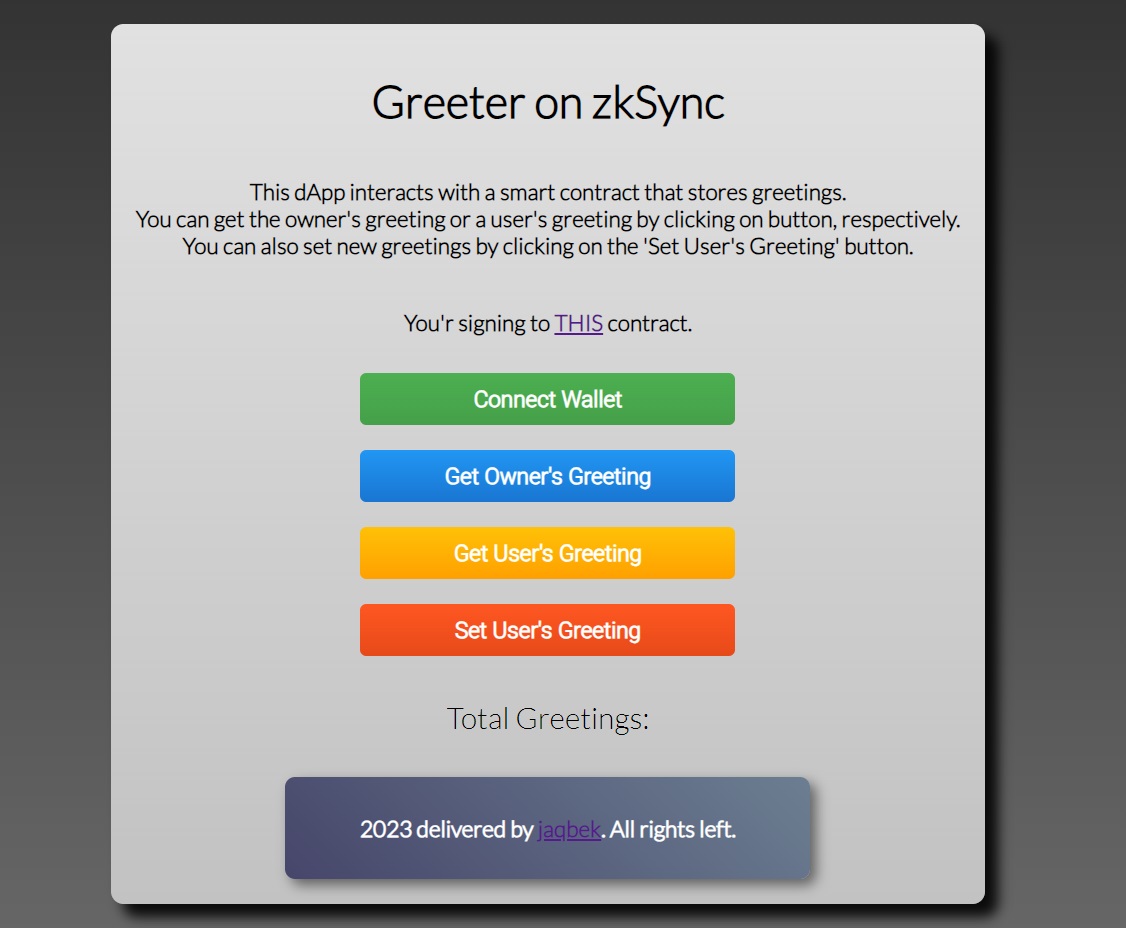 Greeter on zkSync
This dApp interacts with a smart contract that stores greetings.
You can get the owner's greeting or a user's greeting by clicking on button, respectively.
You can also set new greetings by clicking on the 'Set User's Greeting' button.
You'r signing to THIS contract.
Connect Wallet
Get Owner's Greeting
Get User's Greeting
Set User's Greeting
Total Greetings:
2023 delivered by jaqbek. All rights left.